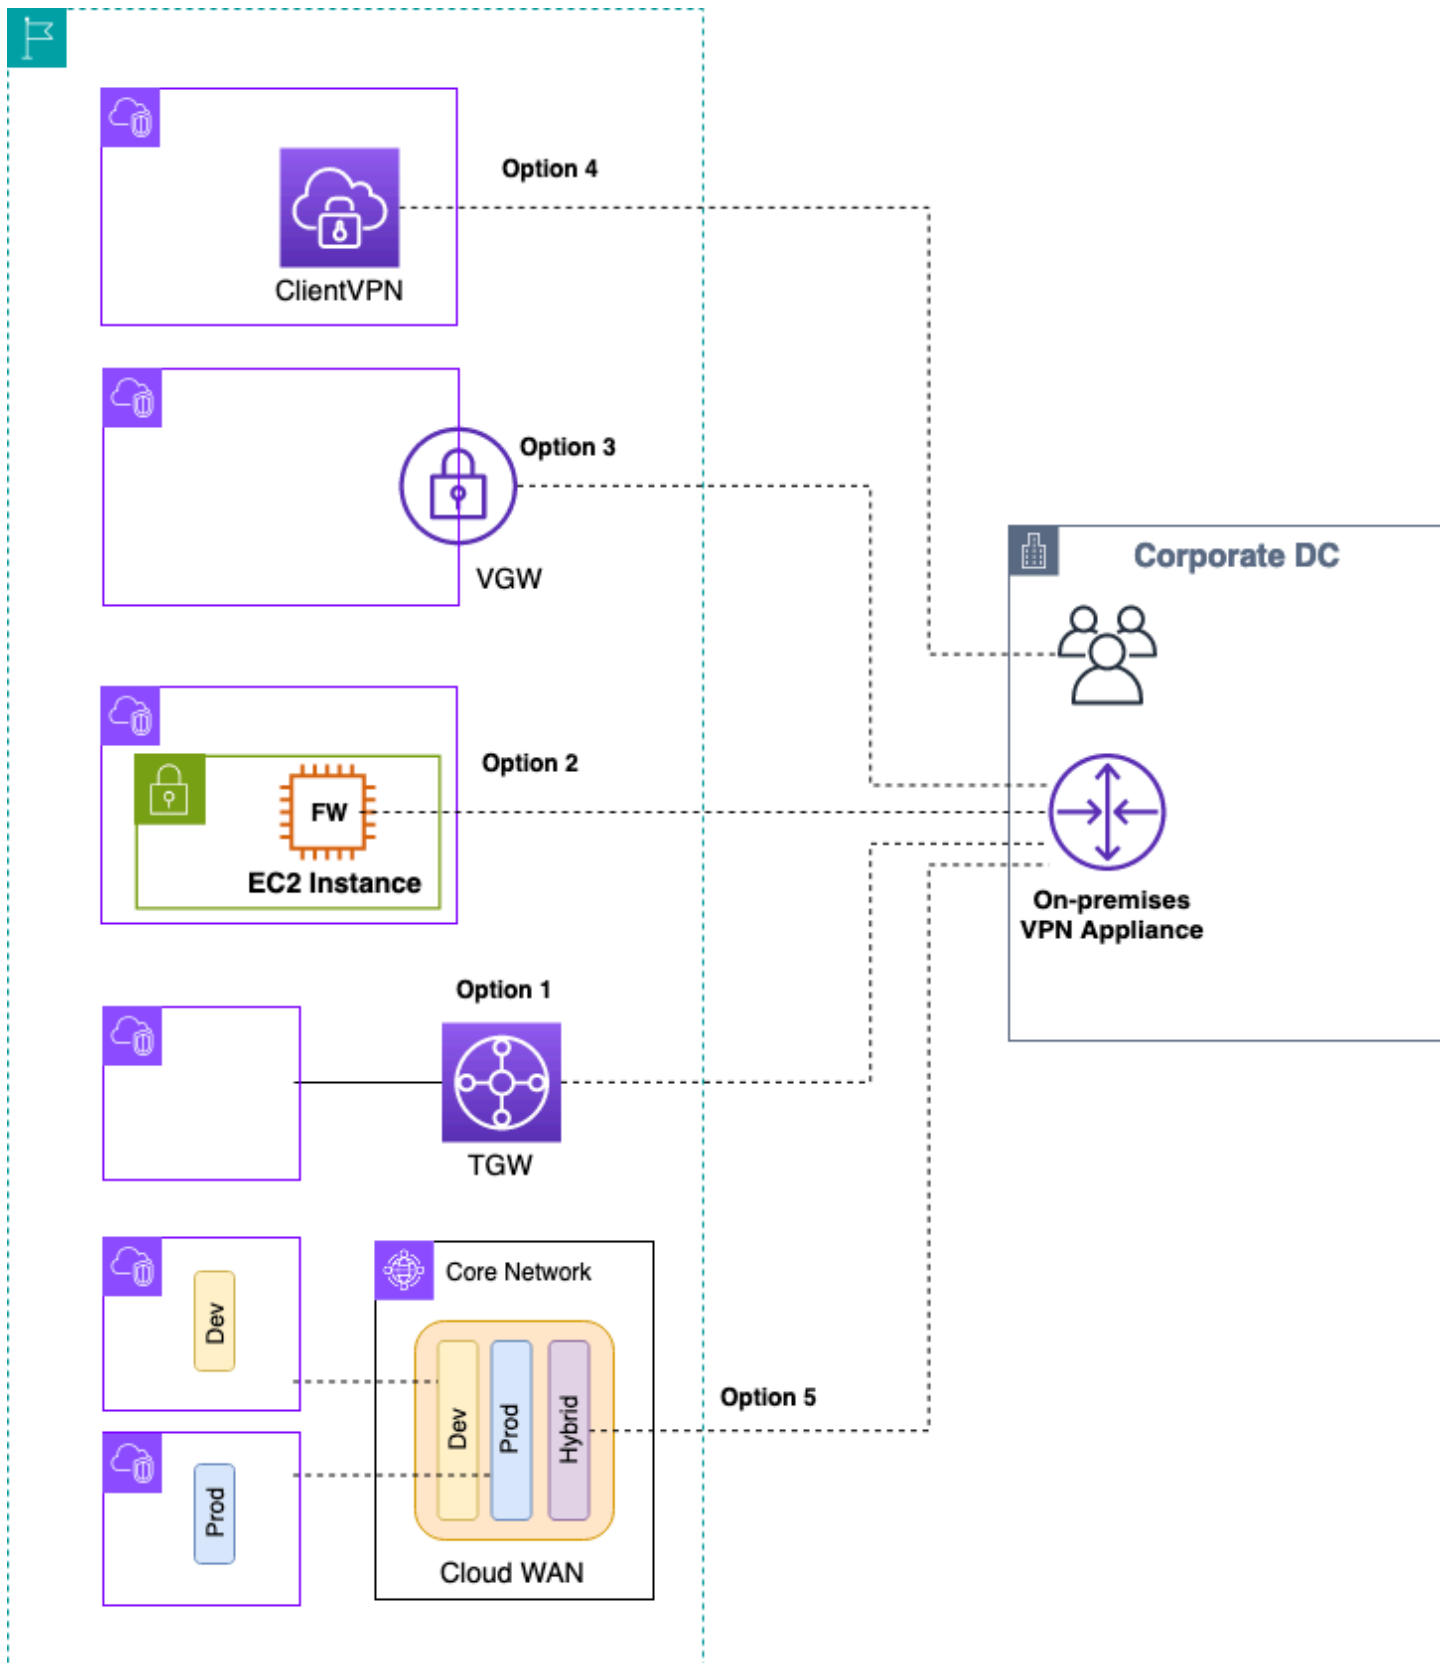 Option 4
ClientVPN
Option 3
VGW
Corporate DC
Option 2
FW
EC2 Instance
On-premises
VPN Appliance
Option 1
TGW
Dev
Prod
Core Network
Dev
Prod
Hybrid
Cloud WAN
Option 5